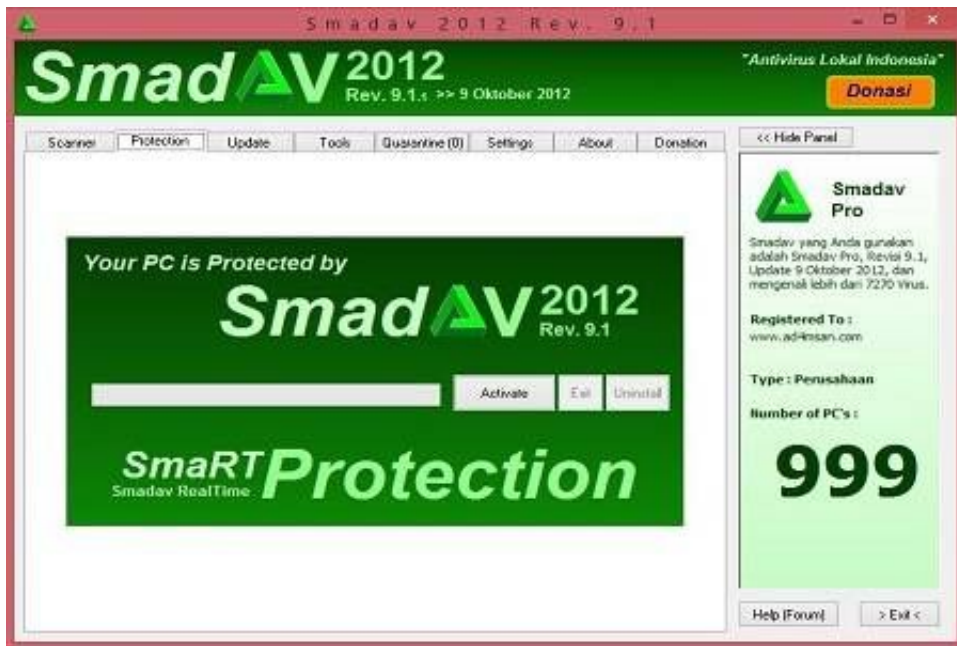 Smadav 2012 Rev. 9.1
SmadAV 2012
Rev. 9.1.1 >> 9 Oktober 2012
"Antivirus Lokal Indonesia"
Donasi
Scanner Protection Update Tools Quarantine (0) Settings About Donation
<< Hide Panel
Your PC is Protected by
SmadAV 2012
Rev. 9.1
Activate Exit Uninstall
SmaRT Protection
Smadav RealTime
Smadav
Pro
Smadav yang Anda gunakan
adalah Smadav Pro, Revisi 9.1,
Update 9 Oktober 2012, dan
mengenali lebih dari 7270 Virus.
Registered To :
www.ad4msan.com
Type : Perusahaan
Number of PC's :
999
Help (Forum) > Exit <